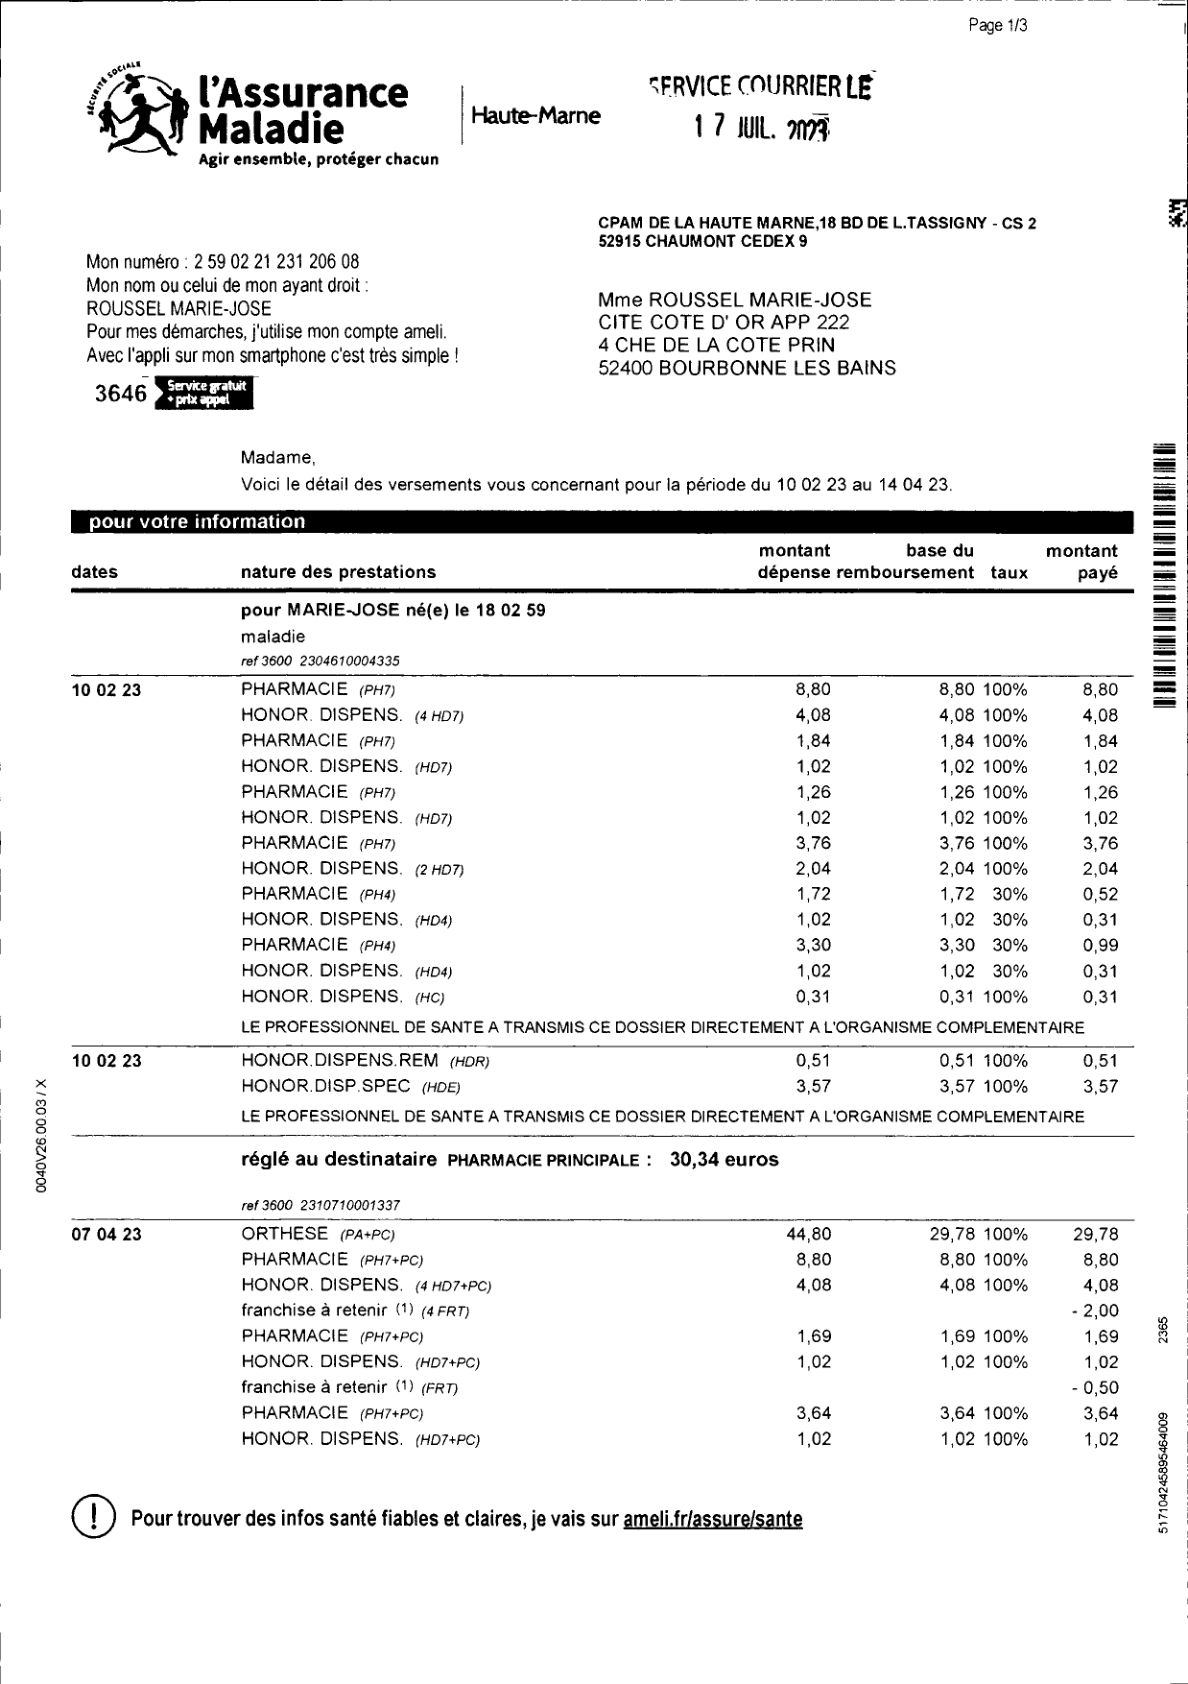 Page 1/3
SÉCURITÉ SOCIALE
l'Assurance
Maladie
Agir ensemble, protéger chacun
Haute-Marne
SERVICE COURRIER LE
17 JUIL. 2023
CPAM DE LA HAUTE MARNE,18 BD DE L.TASSIGNY - CS 2
52915 CHAUMONT CEDEX 9
Mon numéro : 2 59 02 21 231 206 08
Mon nom ou celui de mon ayant droit :
ROUSSEL MARIE-JOSE
Pour mes démarches, j'utilise mon compte ameli.
Avec l'appli sur mon smartphone c'est très simple !
3646 Service gratuit
+ prix appel
Mme ROUSSEL MARIE-JOSE
CITE COTE D' OR APP 222
4 CHE DE LA COTE PRIN
52400 BOURBONNE LES BAINS
Madame,
Voici le détail des versements vous concernant pour la période du 10 02 23 au 14 04 23.
pour votre information
montant base du montant
dates nature des prestations dépense remboursement taux payé
pour MARIE-JOSE né(e) le 18 02 59
maladie
ref 3600 2304610004335
10 02 23 PHARMACIE (PH7) 8,80 8,80 100% 8,80
HONOR. DISPENS. (4 HD7) 4,08 4,08 100% 4,08
PHARMACIE (PH7) 1,84 1,84 100% 1,84
HONOR. DISPENS. (HD7) 1,02 1,02 100% 1,02
PHARMACIE (PH7) 1,26 1,26 100% 1,26
HONOR. DISPENS. (HD7) 1,02 1,02 100% 1,02
PHARMACIE (PH7) 3,76 3,76 100% 3,76
HONOR. DISPENS. (2 HD7) 2,04 2,04 100% 2,04
PHARMACIE (PH4) 1,72 1,72 30% 0,52
HONOR. DISPENS. (HD4) 1,02 1,02 30% 0,31
PHARMACIE (PH4) 3,30 3,30 30% 0,99
HONOR. DISPENS. (HD4) 1,02 1,02 30% 0,31
HONOR. DISPENS. (HC) 0,31 0,31 100% 0,31
LE PROFESSIONNEL DE SANTE A TRANSMIS CE DOSSIER DIRECTEMENT A L'ORGANISME COMPLEMENTAIRE
10 02 23 HONOR.DISPENS.REM (HDR) 0,51 0,51 100% 0,51
HONOR.DISP.SPEC (HDE) 3,57 3,57 100% 3,57
LE PROFESSIONNEL DE SANTE A TRANSMIS CE DOSSIER DIRECTEMENT A L'ORGANISME COMPLEMENTAIRE
réglé au destinataire PHARMACIE PRINCIPALE : 30,34 euros
ref 3600 2310710001337
07 04 23 ORTHESE (PA+PC) 44,80 29,78 100% 29,78
PHARMACIE (PH7+PC) 8,80 8,80 100% 8,80
HONOR. DISPENS. (4 HD7+PC) 4,08 4,08 100% 4,08
franchise à retenir (1) (4 FRT) - 2,00
PHARMACIE (PH7+PC) 1,69 1,69 100% 1,69
HONOR. DISPENS. (HD7+PC) 1,02 1,02 100% 1,02
franchise à retenir (1) (FRT) - 0,50
PHARMACIE (PH7+PC) 3,64 3,64 100% 3,64
HONOR. DISPENS. (HD7+PC) 1,02 1,02 100% 1,02
Pour trouver des infos santé fiables et claires, je vais sur ameli.fr/assure/sante
0040V26.00.03 / X
2365
517104245895464009